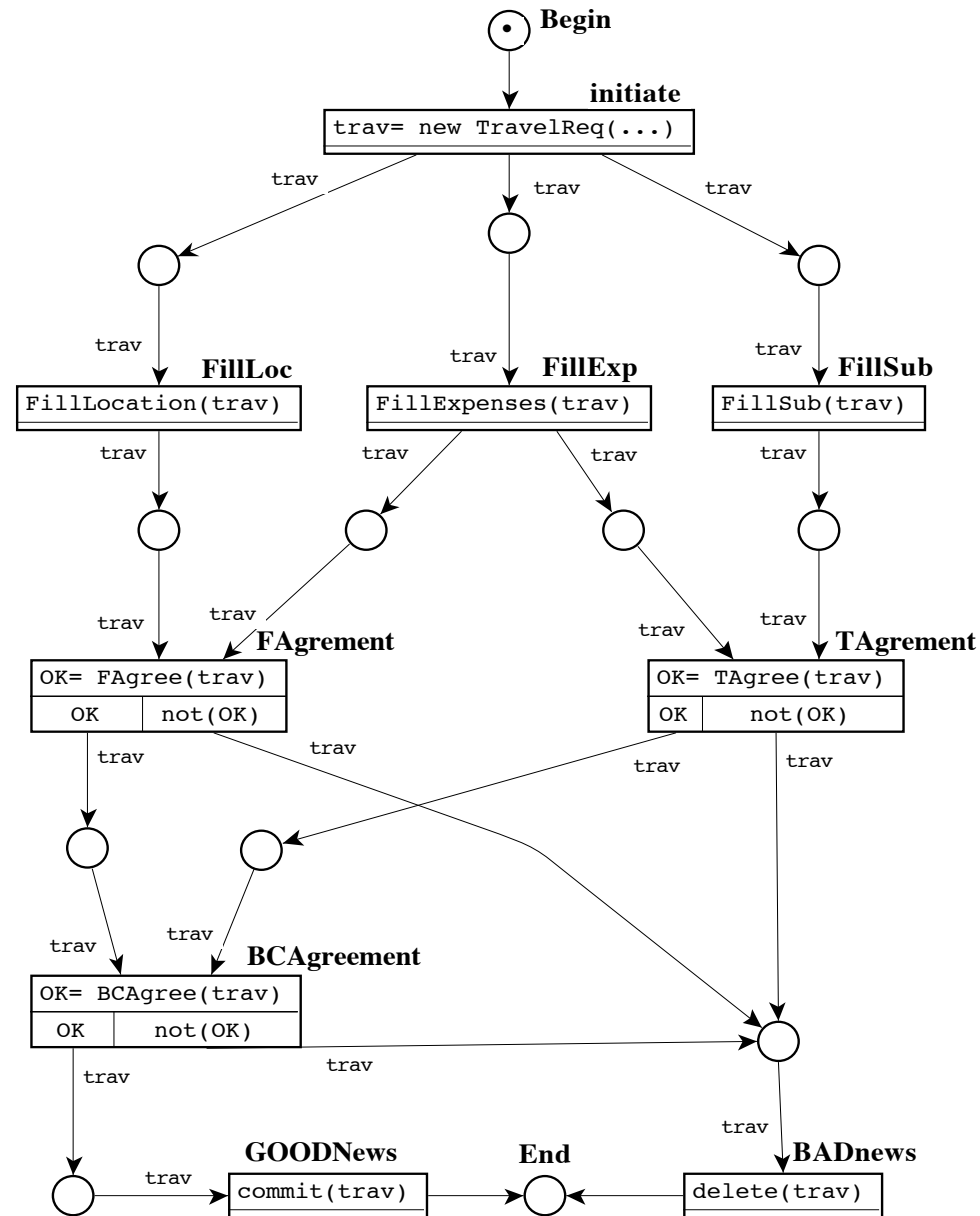 Begin
initiate
trav= new TravelReq(...)
trav
trav
trav
trav
trav
trav
FillLoc
FillExp
FillSub
FillLocation(trav)
FillExpenses(trav)
FillSub(trav)
trav
trav
trav
trav
trav
trav
trav
trav
FAgrement
TAgrement
OK= FAgree(trav)
OK= TAgree(trav)
OK
not(OK)
OK
not(OK)
trav
trav
trav
trav
trav
trav
BCAgreement
OK= BCAgree(trav)
OK
not(OK)
trav
trav
trav
GOODNews
End
BADnews
trav
commit(trav)
delete(trav)